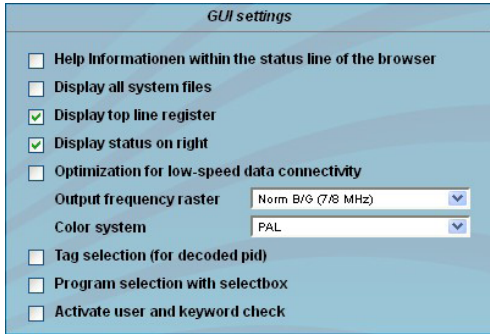 GUI settings
Help Informationen within the status line of the browser
Display all system files
Display top line register
Display status on right
Optimization for low-speed data connectivity
Output frequency raster Norm B/G (7/8 MHz)
Color system PAL
Tag selection (for decoded pid)
Program selection with selectbox
Activate user and keyword check